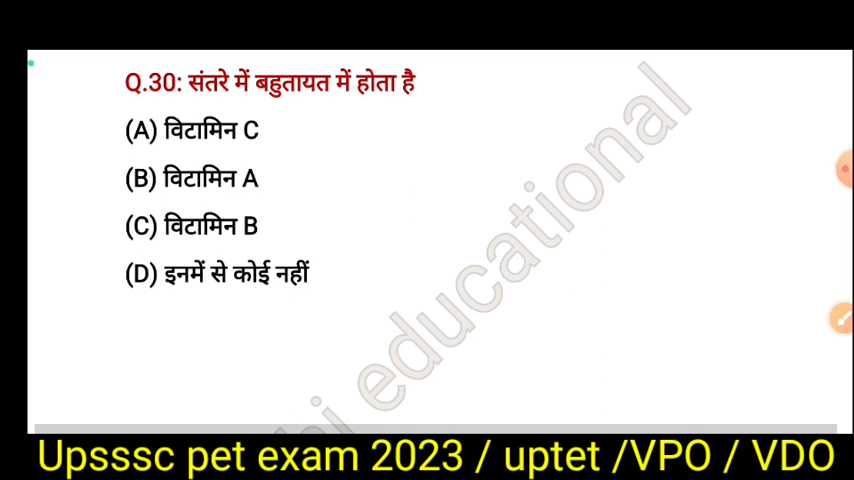 Q.30: संतरे में बहुतायत में होता है
(A) विटामिन C
(B) विटामिन A
(C) विटामिन B
(D) इनमें से कोई नहीं
educational
Upsssc pet exam 2023 / uptet /VPO / VDO